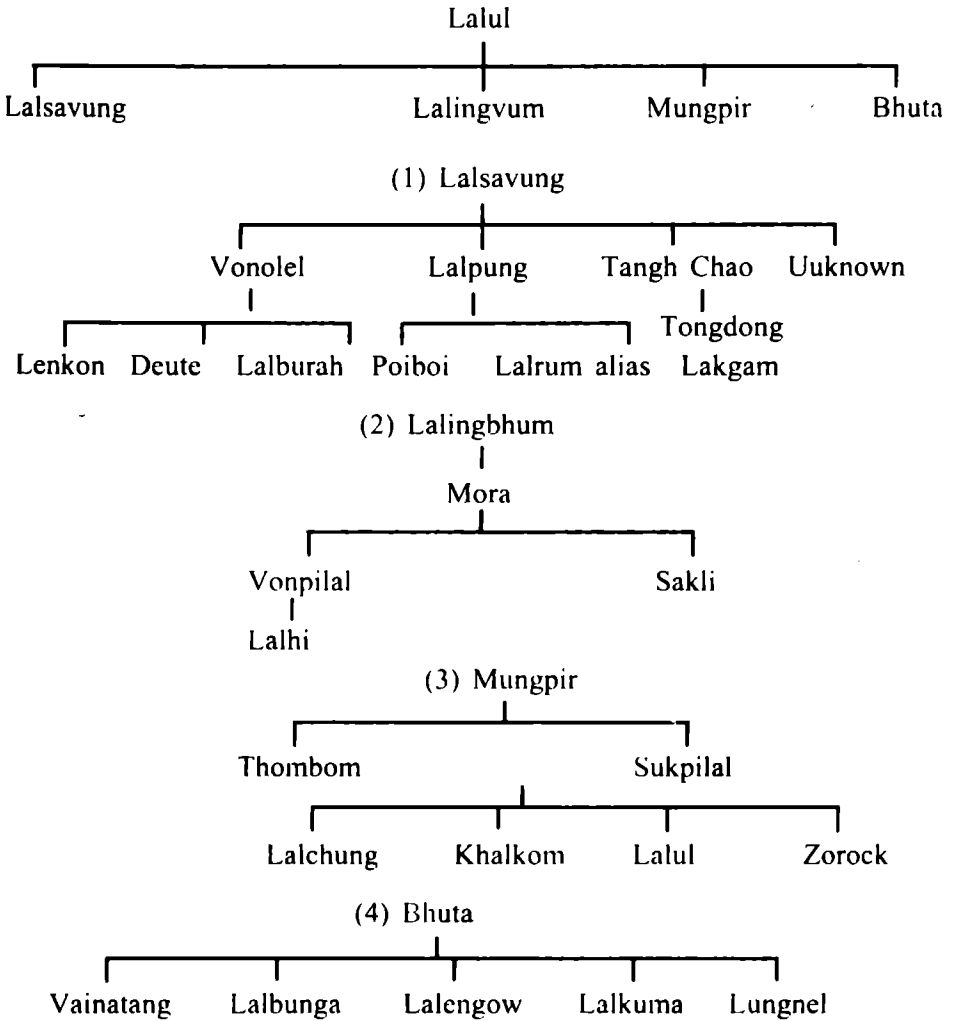 Lalul
Lalsavung Lalingvum Mungpir Bhuta
(1) Lalsavung
Vonolel Lalpung Tangh Chao Uuknown
Tongdong
Lenkon Deute Lalburah Poiboi Lalrum alias Lakgam
(2) Lalingbhum
Mora
Vonpilal Sakli
Lalhi
(3) Mungpir
Thombom Sukpilal
Lalchung Khalkom Lalul Zorock
(4) Bhuta
Vainatang Lalbunga Lalengow Lalkuma Lungnel